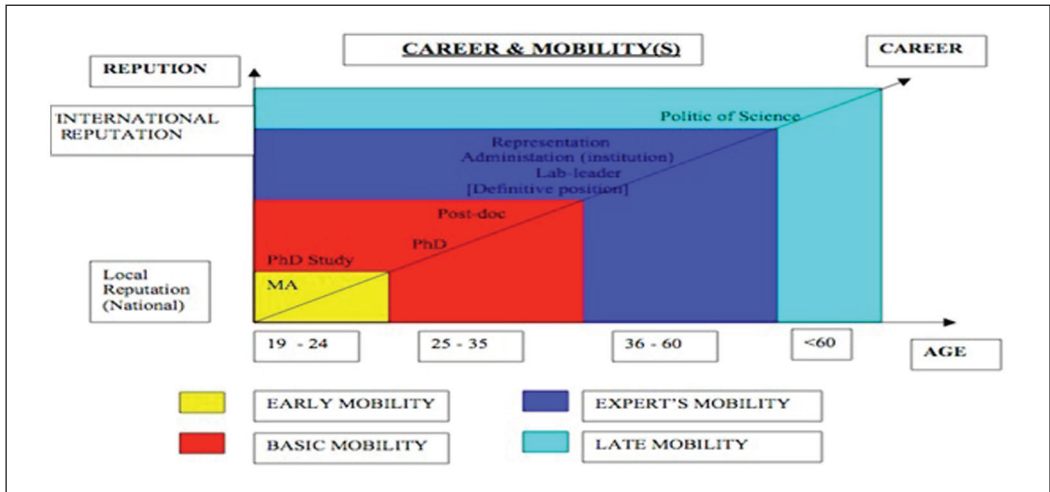 CAREER & MOBILITY(S)
CAREER
REPUTION
INTERNATIONAL
REPUTATION
Politic of Science
Representation
Administation (institution)
Lab-leader
[Definitive position]
Post-doc
PhD
PhD Study
MA
Local
Reputation
(National)
19 - 24
25 - 35
36 - 60
<60
AGE
EARLY MOBILITY
EXPERT'S MOBILITY
BASIC MOBILITY
LATE MOBILITY